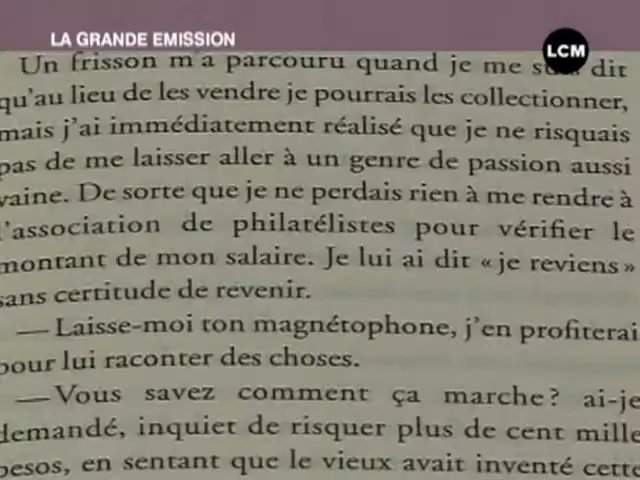 LA GRANDE EMISSION
LCM
Un frisson m'a parcouru quand je me suis dit
qu'au lieu de les vendre je pourrais les collectionner,
mais j'ai immédiatement réalisé que je ne risquais
pas de me laisser aller à un genre de passion aussi
vaine. De sorte que je ne perdais rien à me rendre à
l'association de philatélistes pour vérifier le
montant de mon salaire. Je lui ai dit « je reviens »
sans certitude de revenir.
— Laisse-moi ton magnétophone, j'en profiterai
pour lui raconter des choses.
— Vous savez comment ça marche ? ai-je
demandé, inquiet de risquer plus de cent mille
pesos, en sentant que le vieux avait inventé cette